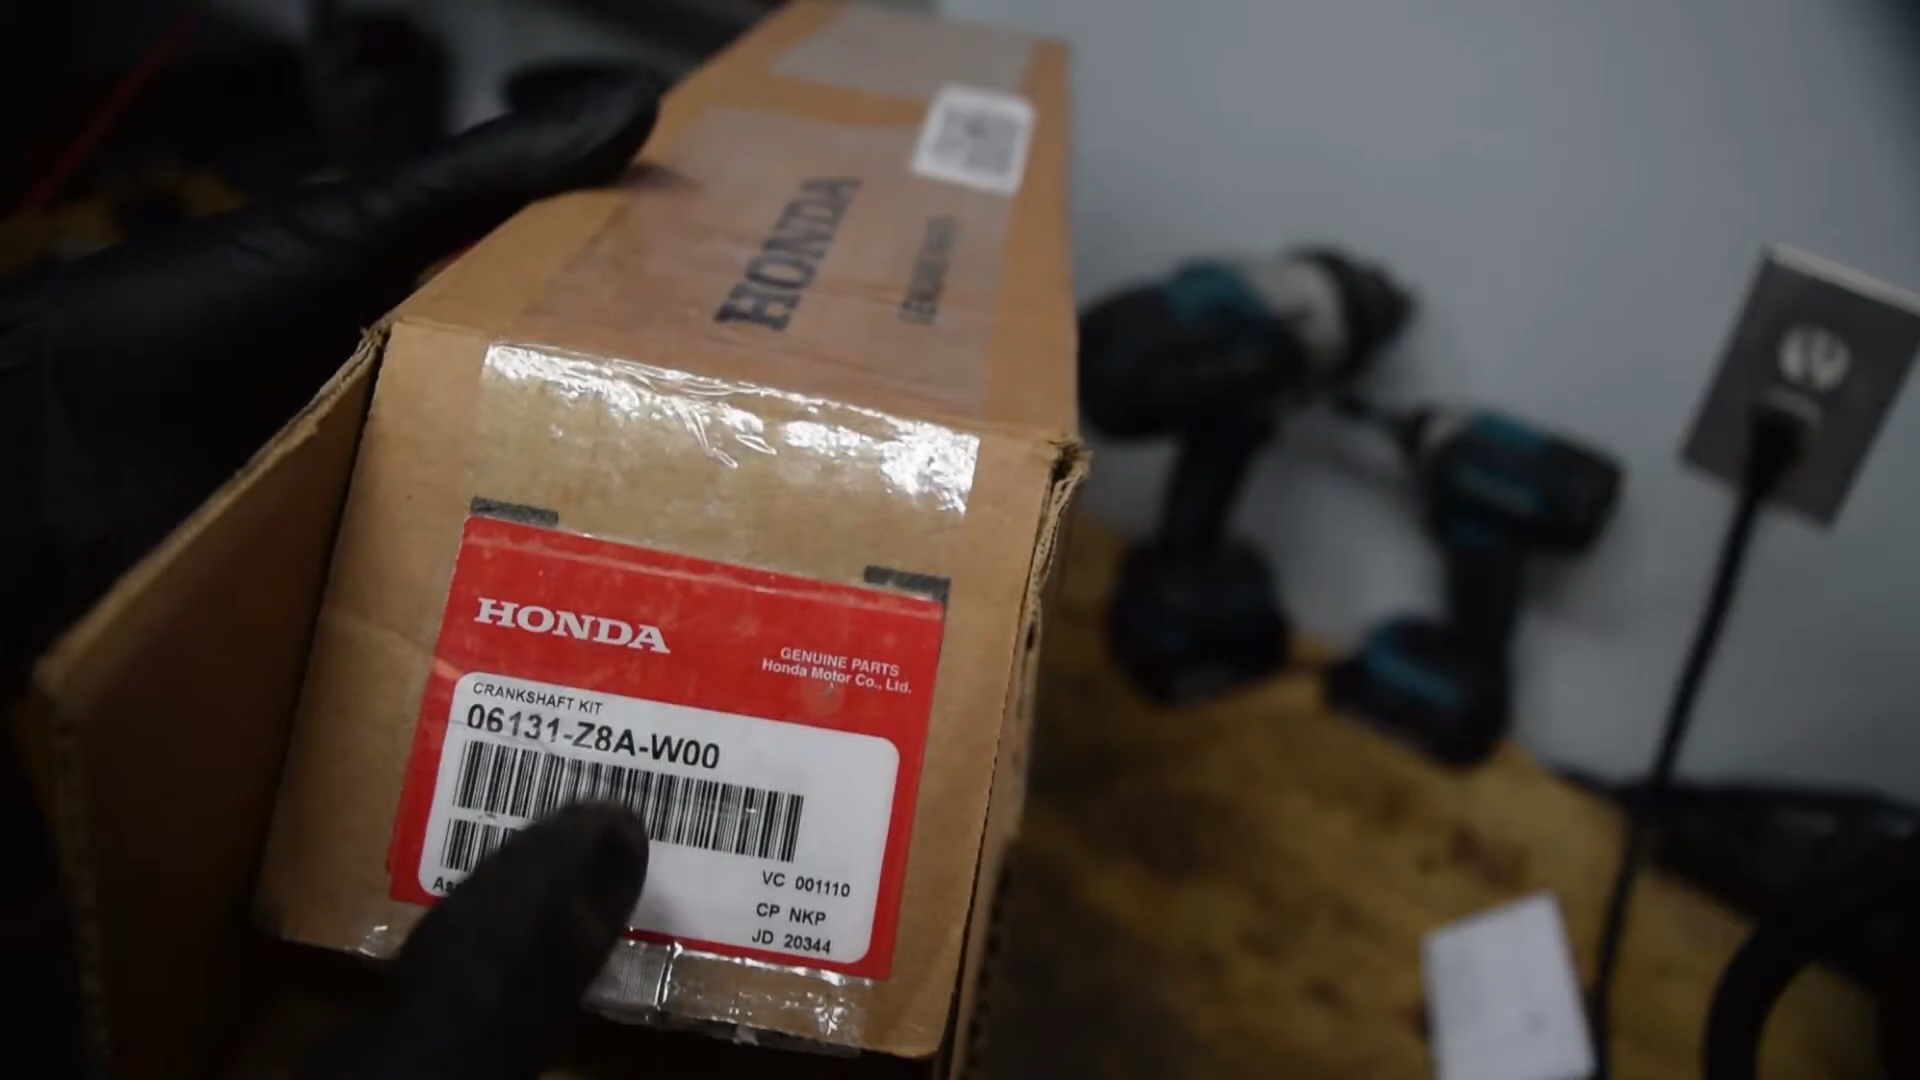 HONDA
HONDA
GENUINE PARTS
Honda Motor Co., Ltd.
CRANKSHAFT KIT
06131-Z8A-W00
VC 001110
CP NKP
JD 20344